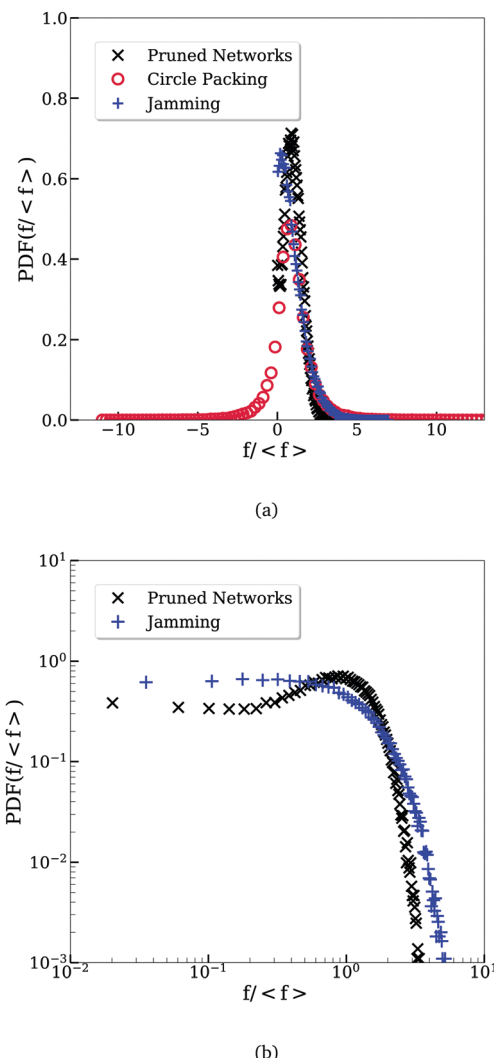 1.0
0.8
0.6
0.4
0.2
0.0
PDF(f/<f>)
Pruned Networks
Circle Packing
Jamming
−10 −5 0 5 10
f/<f>
(a)
10¹
10⁰
10⁻¹
10⁻²
10⁻³
PDF(f/<f>)
Pruned Networks
Jamming
10⁻² 10⁻¹ 10⁰ 10¹
f/<f>
(b)